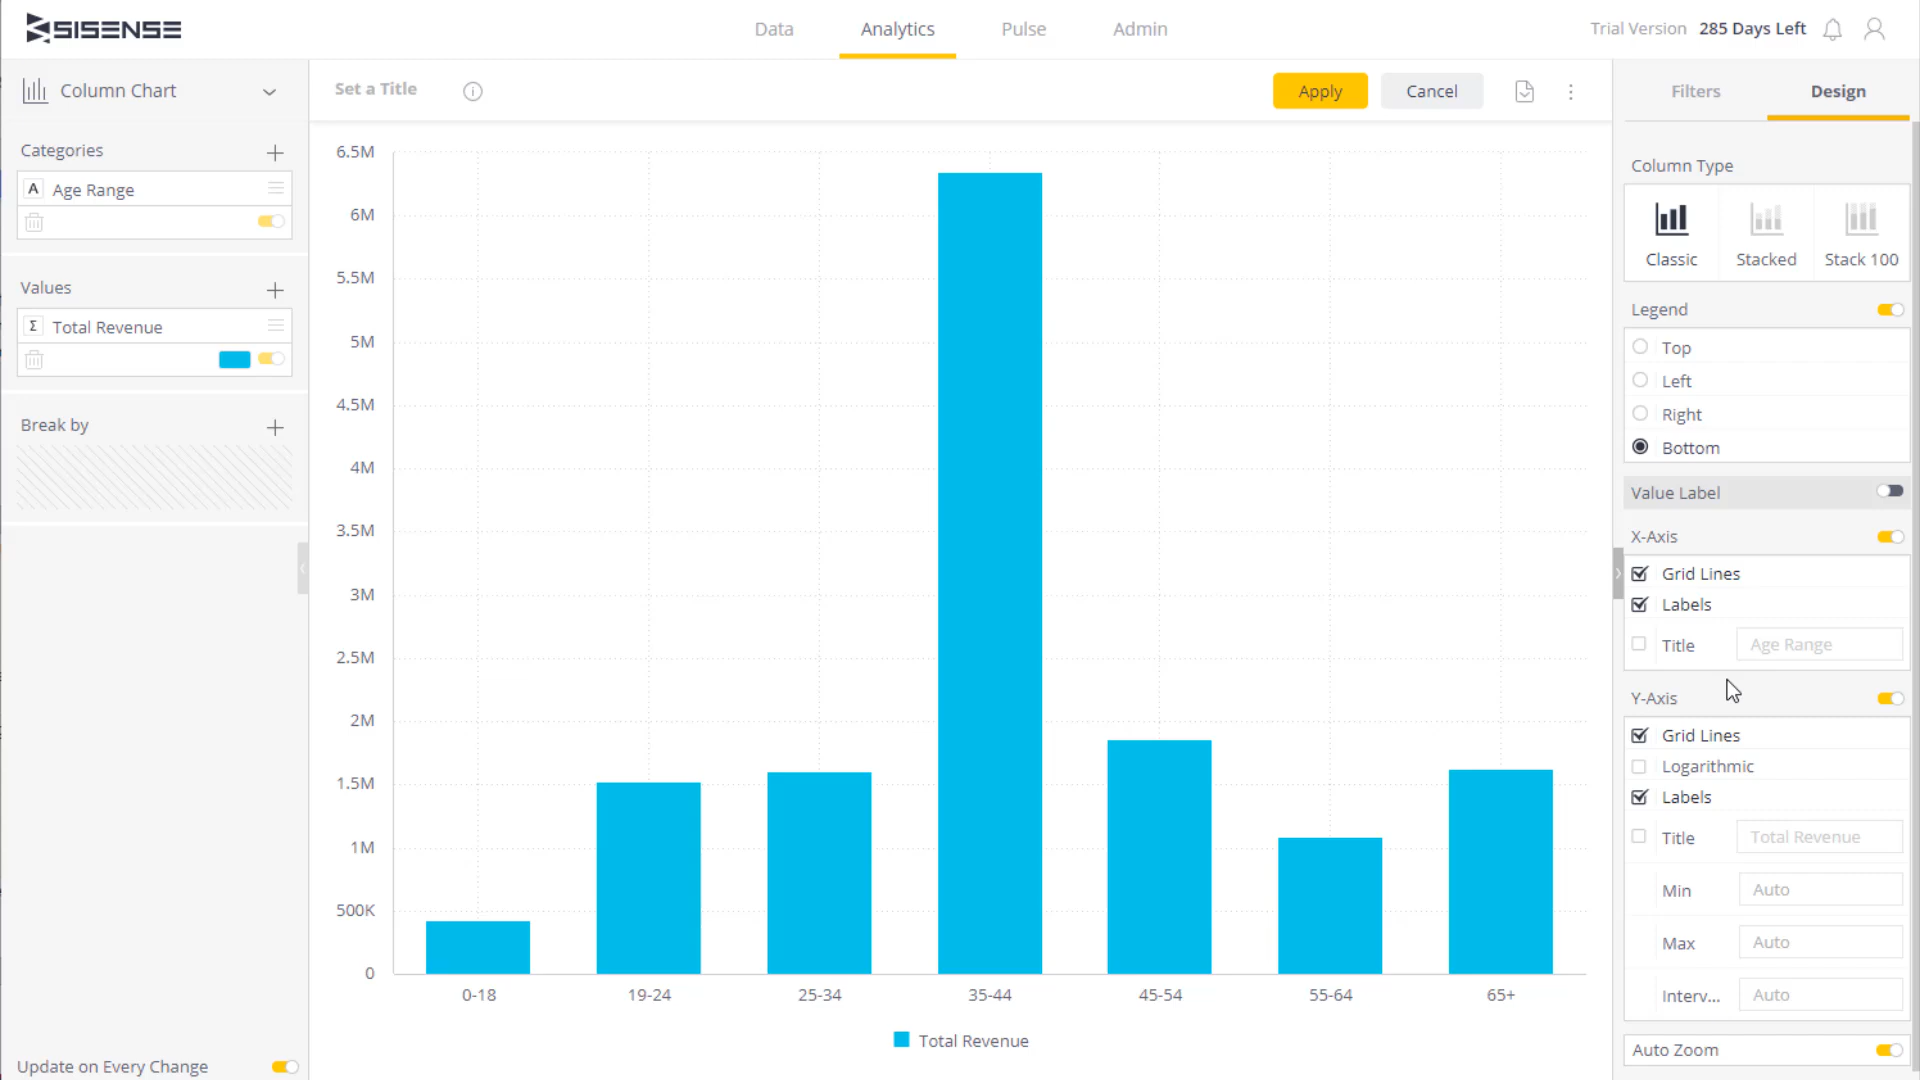 SISENSE
Data
Analytics
Pulse
Admin
Trial Version 285 Days Left
Column Chart
Set a Title
i
Apply
Cancel
Filters
Design
Categories
A Age Range
Values
Σ Total Revenue
Break by
Update on Every Change
6.5M
6M
5.5M
5M
4.5M
4M
3.5M
3M
2.5M
2M
1.5M
1M
500K
0
0-18
19-24
25-34
35-44
45-54
55-64
65+
Total Revenue
Column Type
Classic
Stacked
Stack 100
Legend
Top
Left
Right
Bottom
Value Label
X-Axis
Grid Lines
Labels
Title Age Range
Y-Axis
Grid Lines
Logarithmic
Labels
Title Total Revenue
Min Auto
Max Auto
Interv... Auto
Auto Zoom